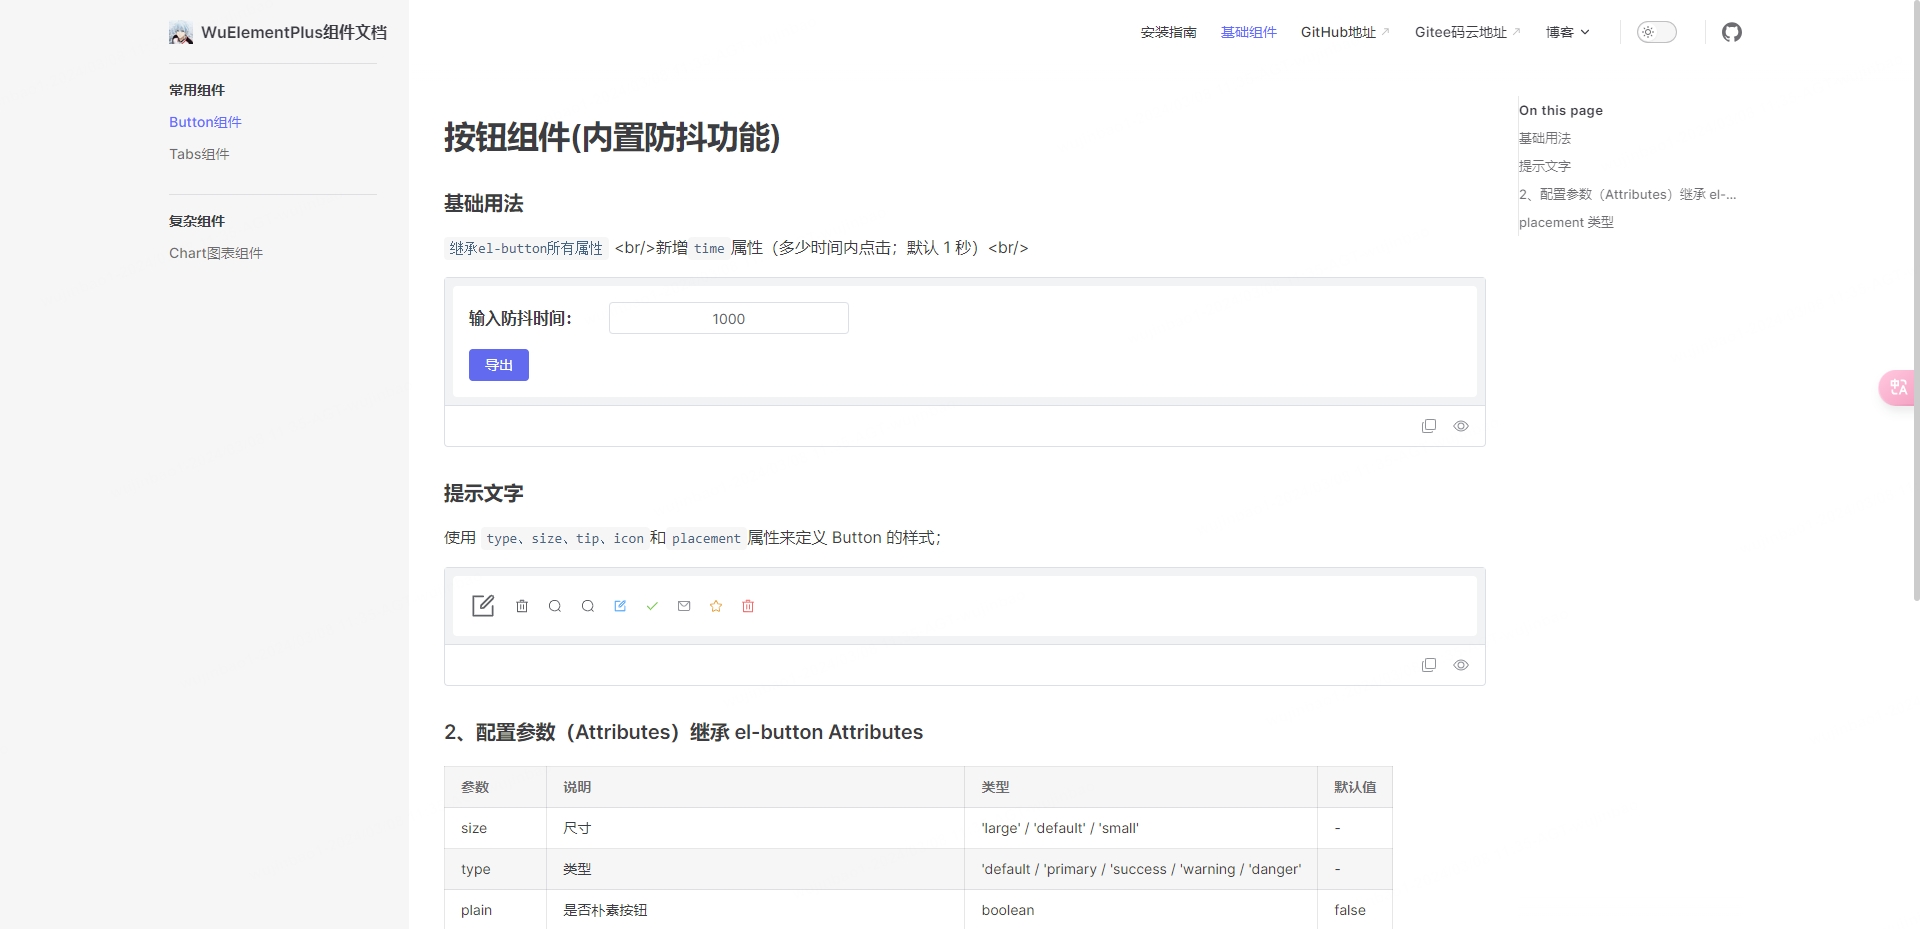 WuElementPlus组件文档
安装指南 基础组件 GitHub地址 Gitee码云地址 博客
常用组件
Button组件
Tabs组件
复杂组件
Chart图表组件
按钮组件(内置防抖功能)
基础用法
继承el-button所有属性 <br/>新增 time 属性（多少时间内点击；默认 1 秒）<br/>
输入防抖时间： 1000
导出
提示文字
使用 type、size、tip、icon 和 placement 属性来定义 Button 的样式；
2、配置参数（Attributes）继承 el-button Attributes
参数 说明 类型 默认值
size 尺寸 'large' / 'default' / 'small' -
type 类型 'default / 'primary / 'success / 'warning / 'danger' -
plain 是否朴素按钮 boolean false
On this page
基础用法
提示文字
2、配置参数（Attributes）继承 el-...
placement 类型
中 A